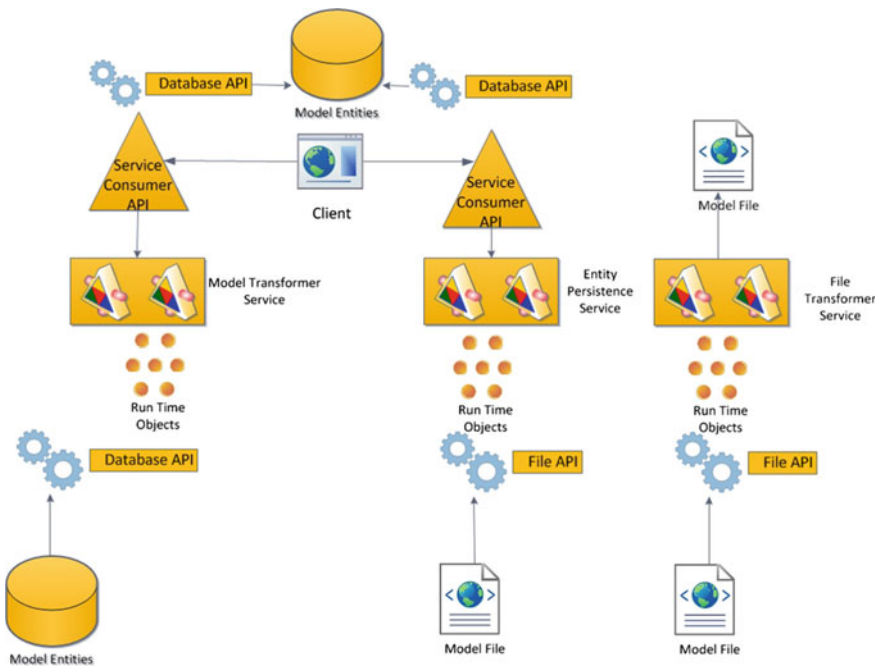 Database API
Database API
Model Entities
Service
Consumer
API
Client
Service
Consumer
API
Model File
Model Transformer
Service
Entity
Persistence
Service
File
Transformer
Service
Run Time
Objects
Run Time
Objects
Run Time
Objects
Database API
File API
File API
Model Entities
Model File
Model File